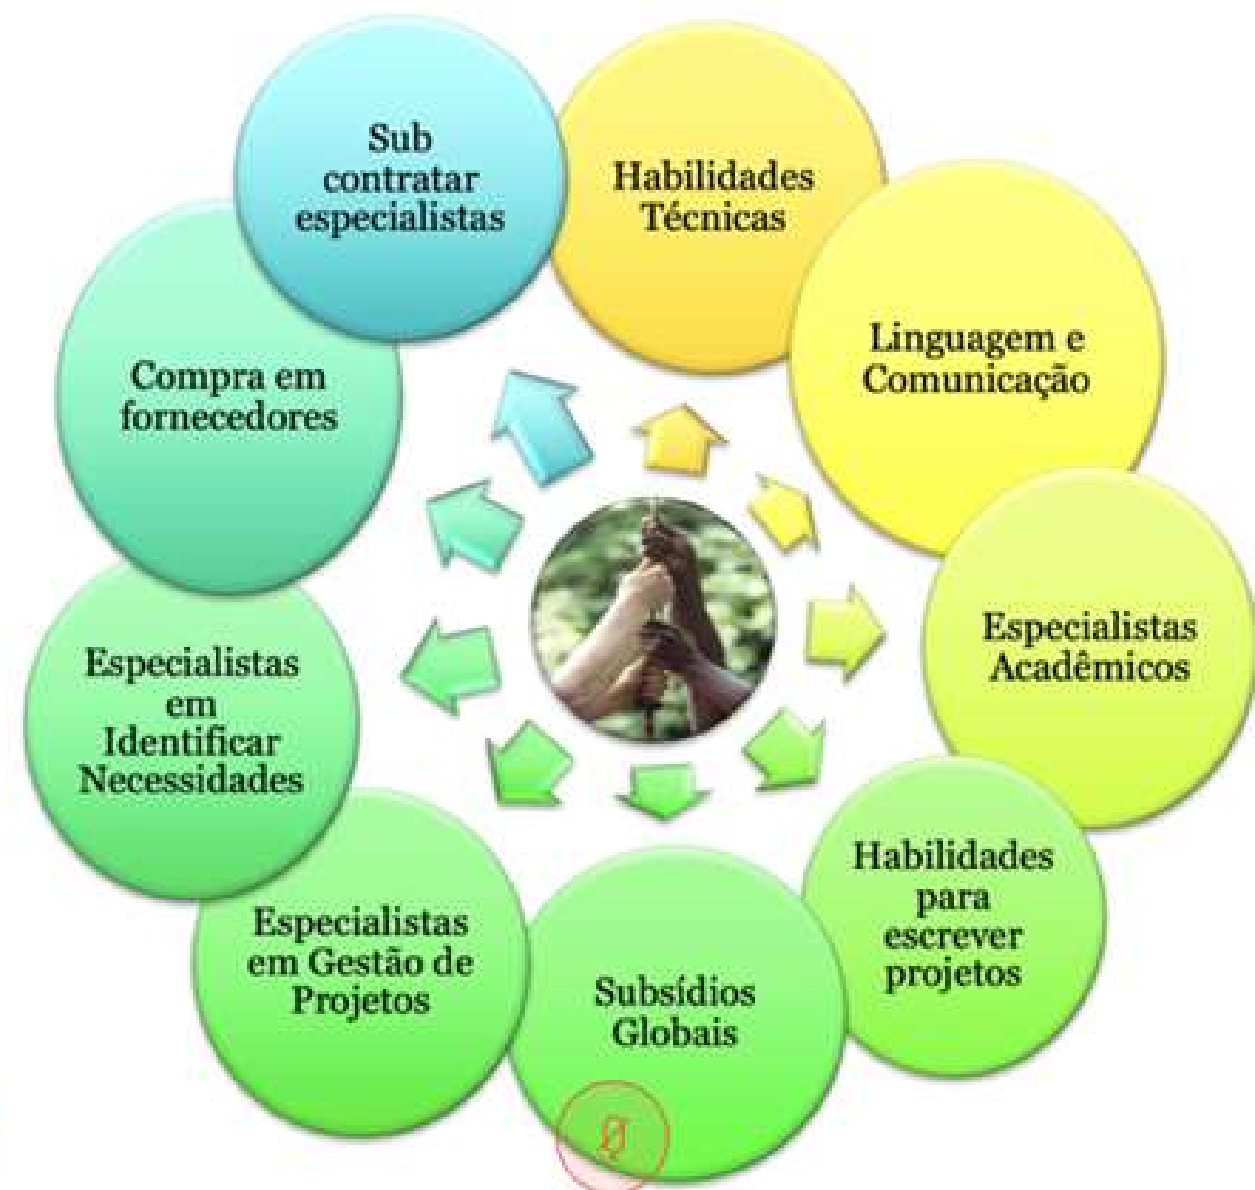 Sub
contratar
especialistas
Habilidades
Técnicas
Linguagem e
Comunicação
Especialistas
Acadêmicos
Habilidades
para
escrever
projetos
Subsídios
Globais
Especialistas
em Gestão de
Projetos
Especialistas
em
Identificar
Necessidades
Compra em
fornecedores